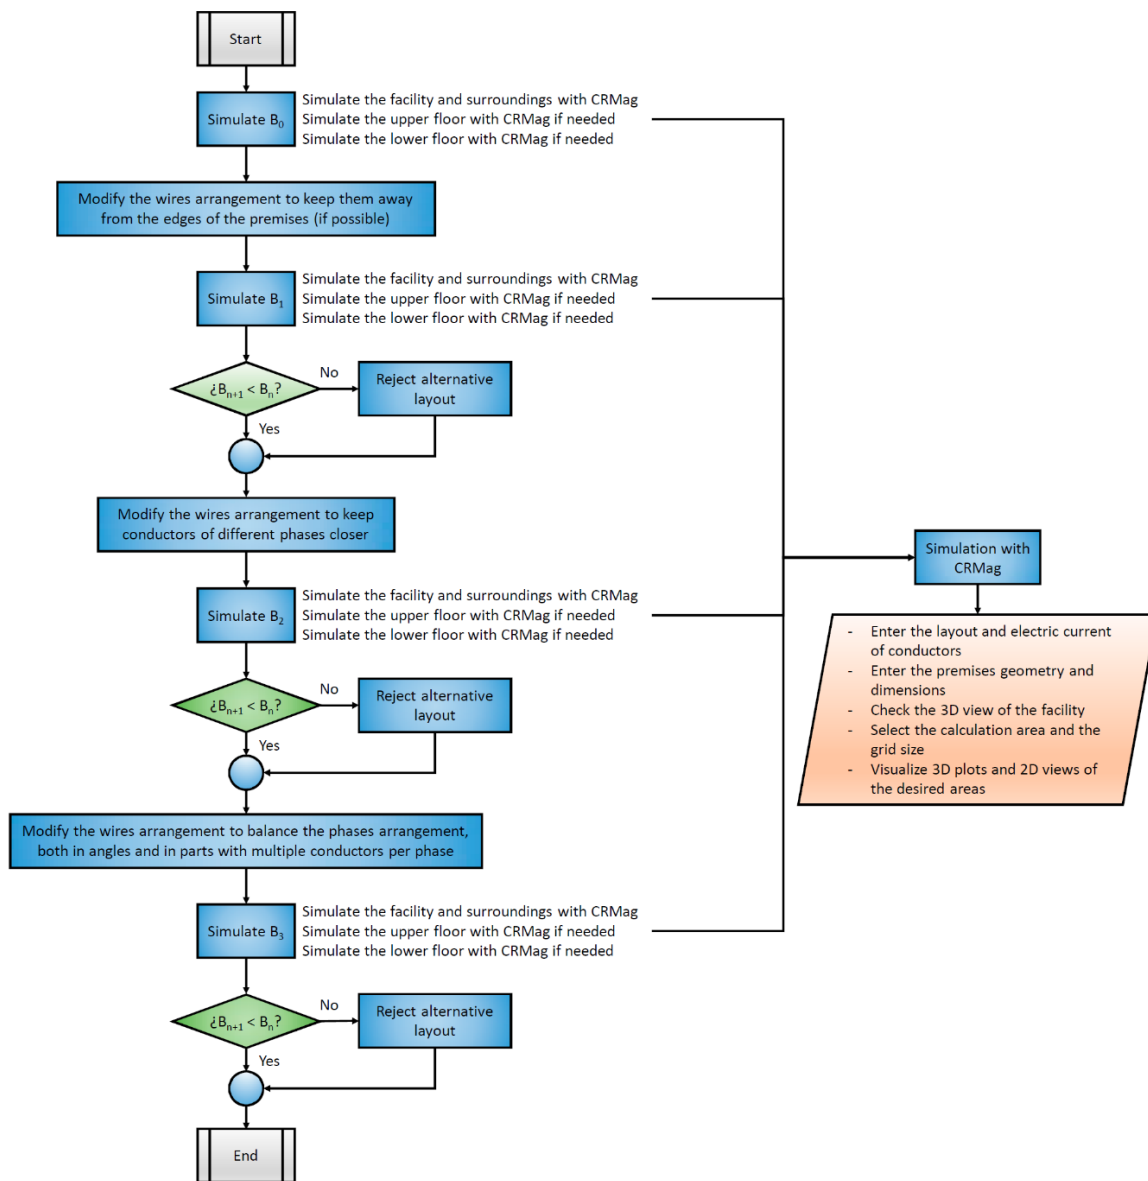 Start
Simulate B₀
Simulate the facility and surroundings with CRMag
Simulate the upper floor with CRMag if needed
Simulate the lower floor with CRMag if needed
Modify the wires arrangement to keep them away
from the edges of the premises (if possible)
Simulate B₁
Simulate the facility and surroundings with CRMag
Simulate the upper floor with CRMag if needed
Simulate the lower floor with CRMag if needed
¿Bₙ₊₁ < Bₙ?
No
Reject alternative
layout
Yes
Modify the wires arrangement to keep
conductors of different phases closer
Simulate B₂
Simulate the facility and surroundings with CRMag
Simulate the upper floor with CRMag if needed
Simulate the lower floor with CRMag if needed
¿Bₙ₊₁ < Bₙ?
No
Reject alternative
layout
Yes
Modify the wires arrangement to balance the phases arrangement,
both in angles and in parts with multiple conductors per phase
Simulate B₃
Simulate the facility and surroundings with CRMag
Simulate the upper floor with CRMag if needed
Simulate the lower floor with CRMag if needed
¿Bₙ₊₁ < Bₙ?
No
Reject alternative
layout
Yes
End
Simulation with
CRMag
- Enter the layout and electric current
of conductors
- Enter the premises geometry and
dimensions
- Check the 3D view of the facility
- Select the calculation area and the
grid size
- Visualize 3D plots and 2D views of
the desired areas